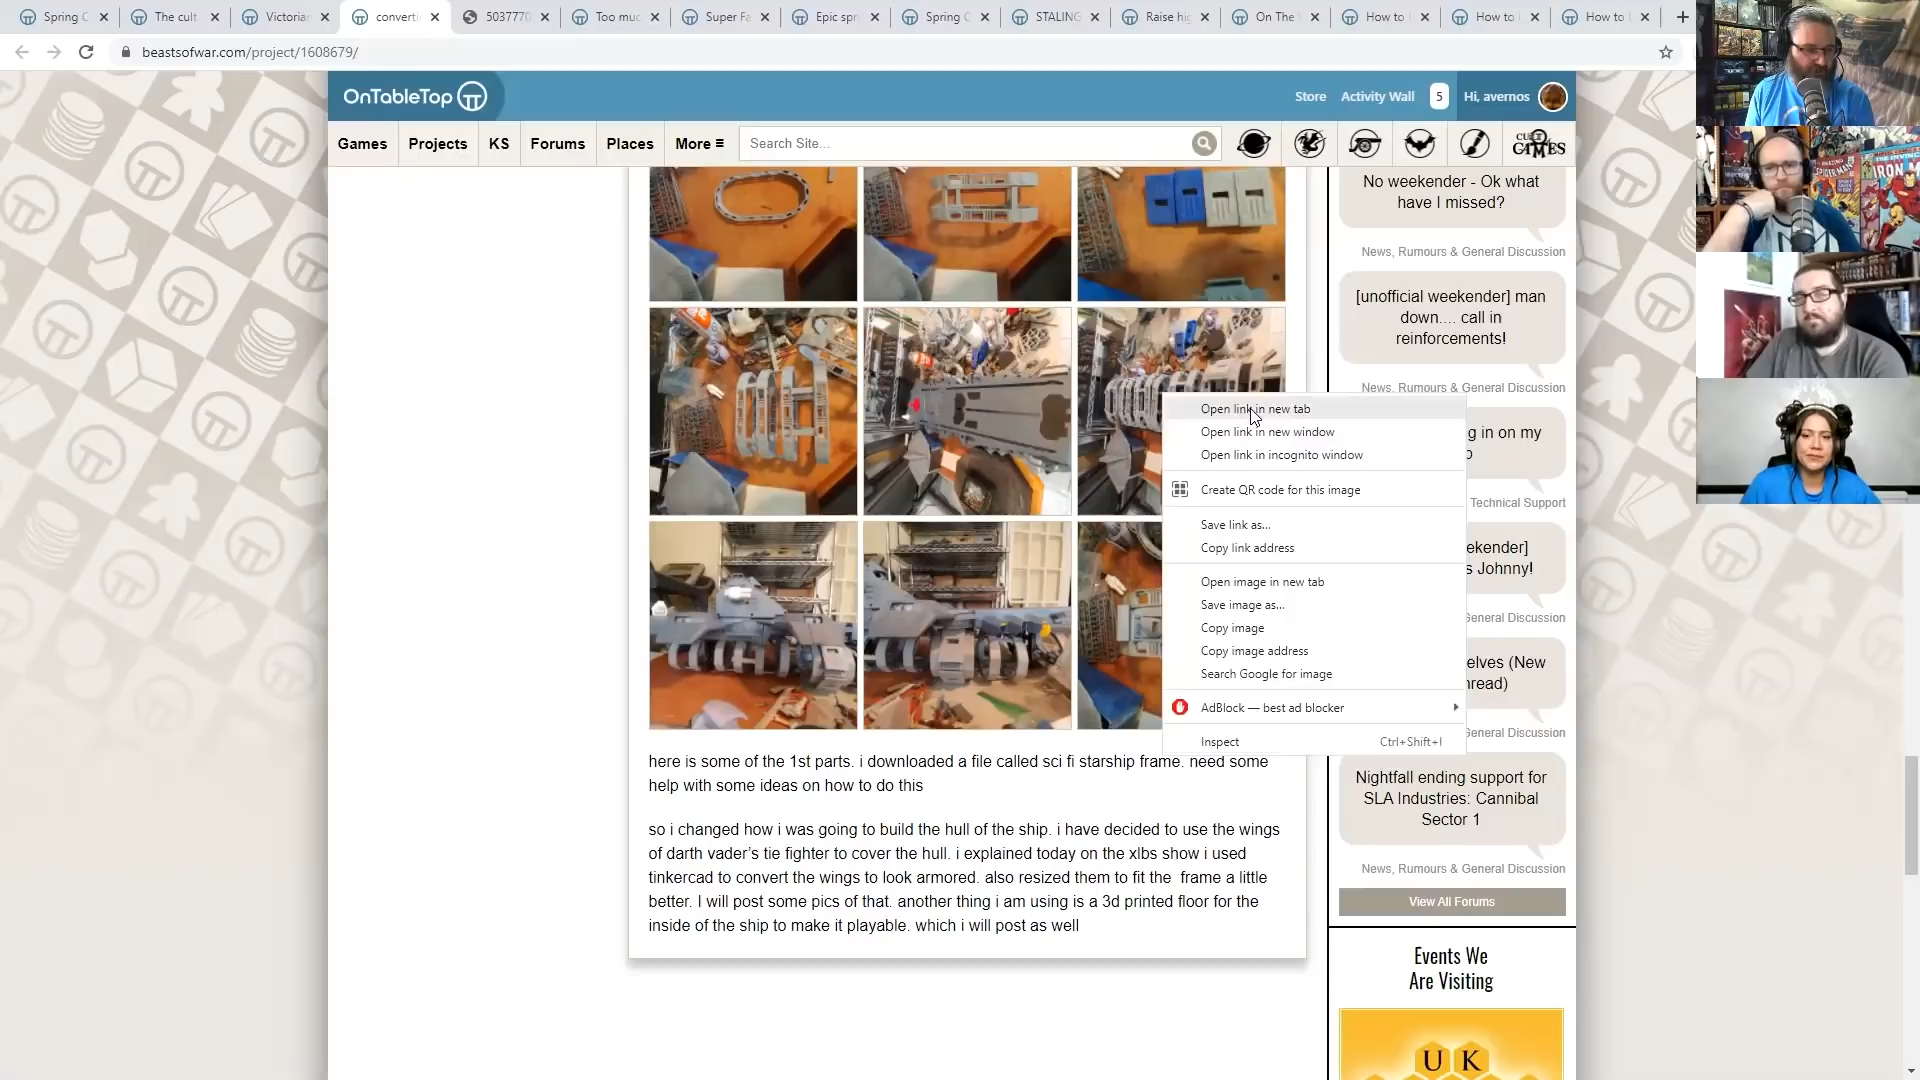 Spring C
The cult
Victorian
converti
5037770
Too muc
Super Fa
Epic spr
Spring C
STALING
Raise hig
On The
How to
How to
How to
beastsofwar.com/project/1608679/
OnTableTop
Store
Activity Wall
5
Hi, avernos
Games
Projects
KS
Forums
Places
More ≡
Search Site...
CULT OF
GAMES
No weekender - Ok what
have I missed?
News, Rumours & General Discussion
[unofficial weekender] man
down.... call in
reinforcements!
News, Rumours & General Discussion
g in on my
Technical Support
ekender]
s Johnny!
General Discussion
elves (New
hread)
General Discussion
Nightfall ending support for
SLA Industries: Cannibal
Sector 1
News, Rumours & General Discussion
View All Forums
Events We
Are Visiting
UK
Open link in new tab
Open link in new window
Open link in incognito window
Create QR code for this image
Save link as...
Copy link address
Open image in new tab
Save image as...
Copy image
Copy image address
Search Google for image
AdBlock — best ad blocker
Inspect
Ctrl+Shift+I
here is some of the 1st parts. i downloaded a file called sci fi starship frame. need some
help with some ideas on how to do this
so i changed how i was going to build the hull of the ship. i have decided to use the wings
of darth vader's tie fighter to cover the hull. i explained today on the xlbs show i used
tinkercad to convert the wings to look armored. also resized them to fit the frame a little
better. I will post some pics of that. another thing i am using is a 3d printed floor for the
inside of the ship to make it playable. which i will post as well
AMAZING
SPIDER-MAN
THE INVINCIBLE
IRON M